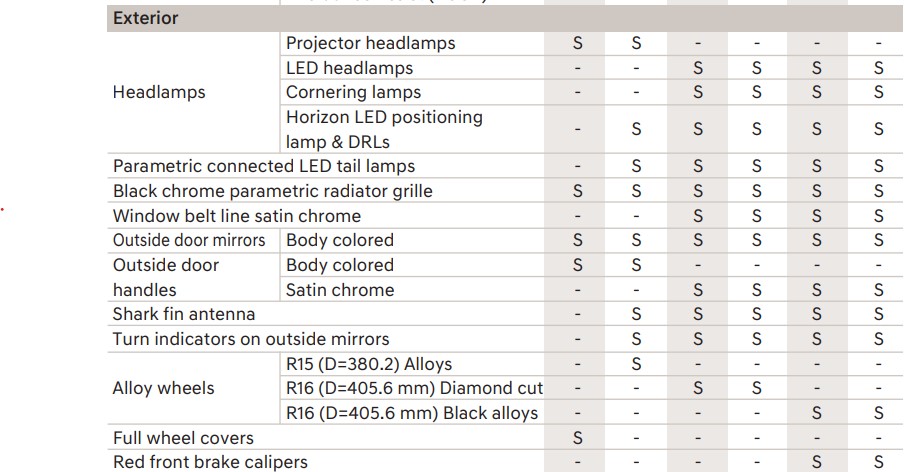 Exterior
Headlamps Projector headlamps S S - - - -
LED headlamps - - S S S S
Cornering lamps - - S S S S
Horizon LED positioning
lamp & DRLs - S S S S S
Parametric connected LED tail lamps - S S S S S
Black chrome parametric radiator grille S S S S S S
Window belt line satin chrome - - S S S S
Outside door mirrors Body colored S S S S S S
Outside door
handles Body colored S S - - - -
Satin chrome - - S S S S
Shark fin antenna - S S S S S
Turn indicators on outside mirrors - S S S S S
Alloy wheels R15 (D=380.2) Alloys - S - - - -
R16 (D=405.6 mm) Diamond cut - - S S - -
R16 (D=405.6 mm) Black alloys - - - - S S
Full wheel covers S - - - - -
Red front brake calipers - - - - S S